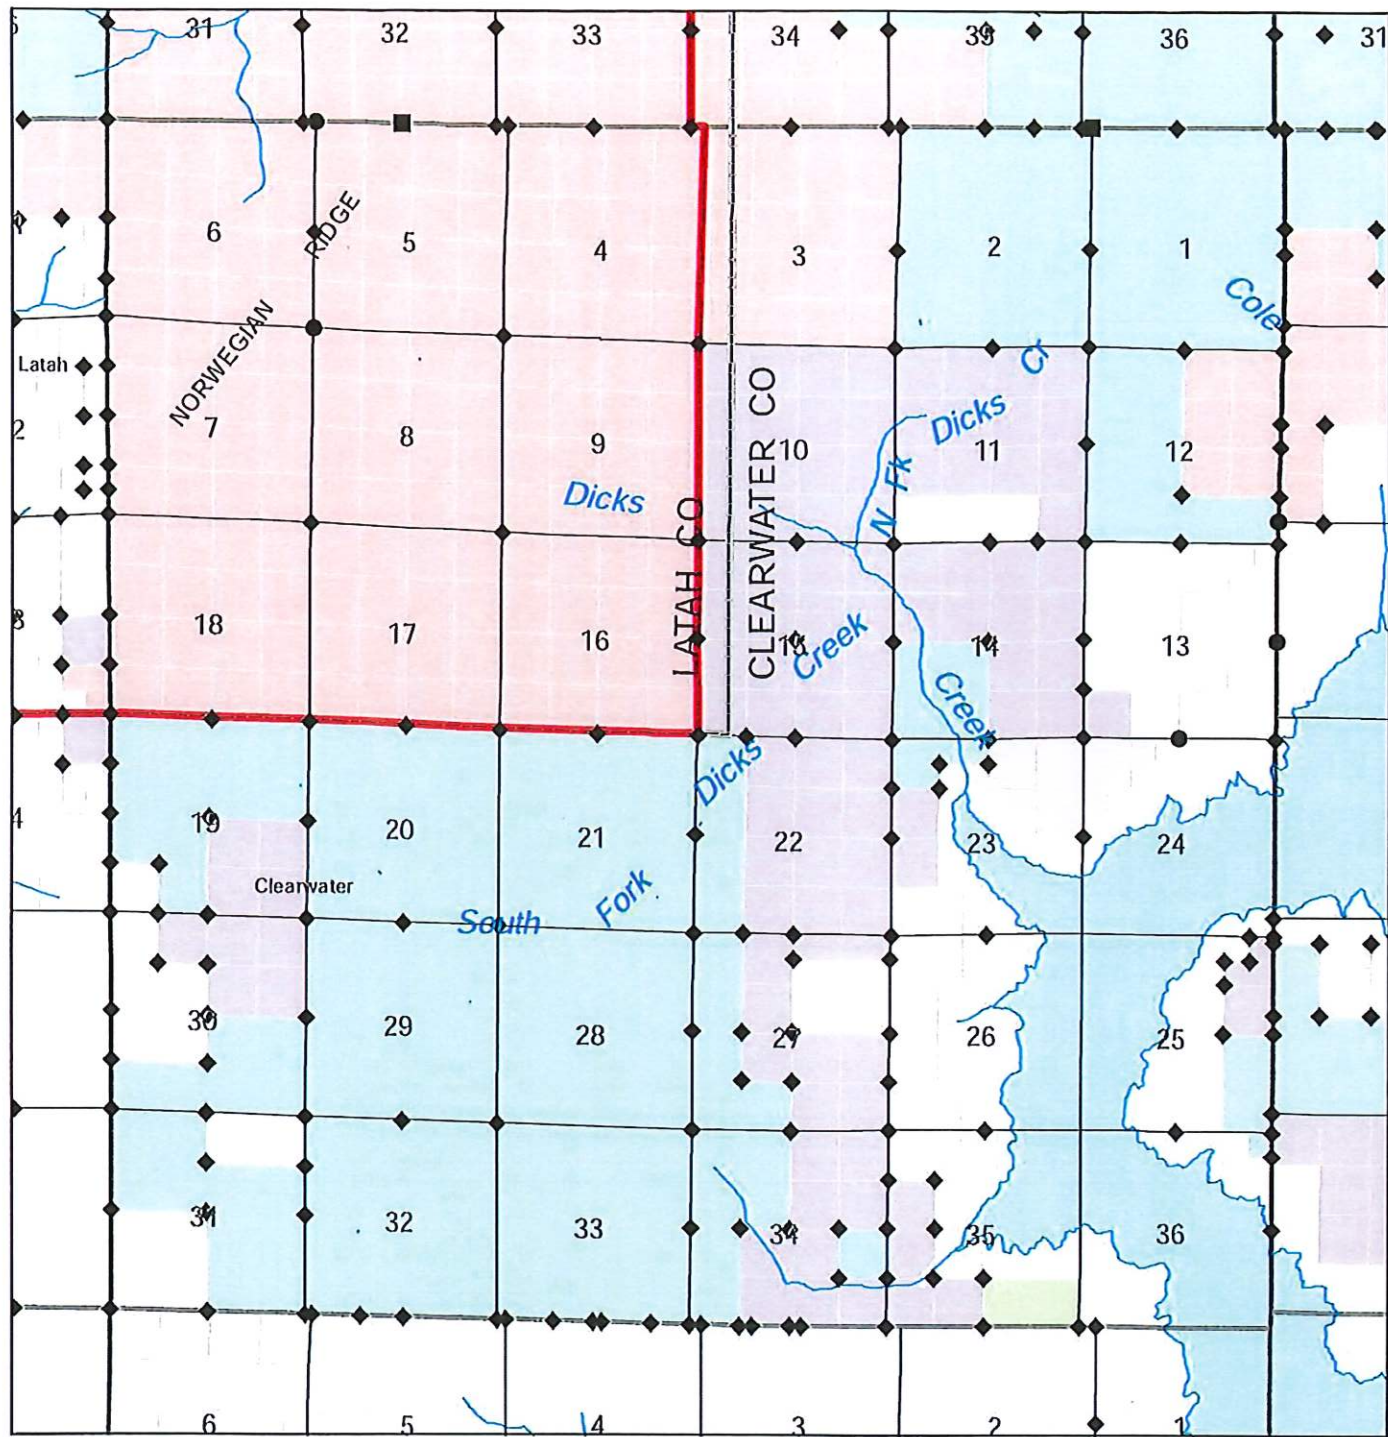 31 32 33 34 35 36 31
6 5 4 3 2 1
RIDGE
Cole
Latah
NORWEGIAN
Cr
2 7 8 9 10 11 12
Dicks
Dicks
N Fk
LATAH CO
CLEARWATER CO
18 17 16 15 14 13
Creek
Creek
Dicks
4 19 20 21 22 23 24
Clearwater
South Fork
30 29 28 27 26 25
31 32 33 34 35 36
6 5 4 3 2 1